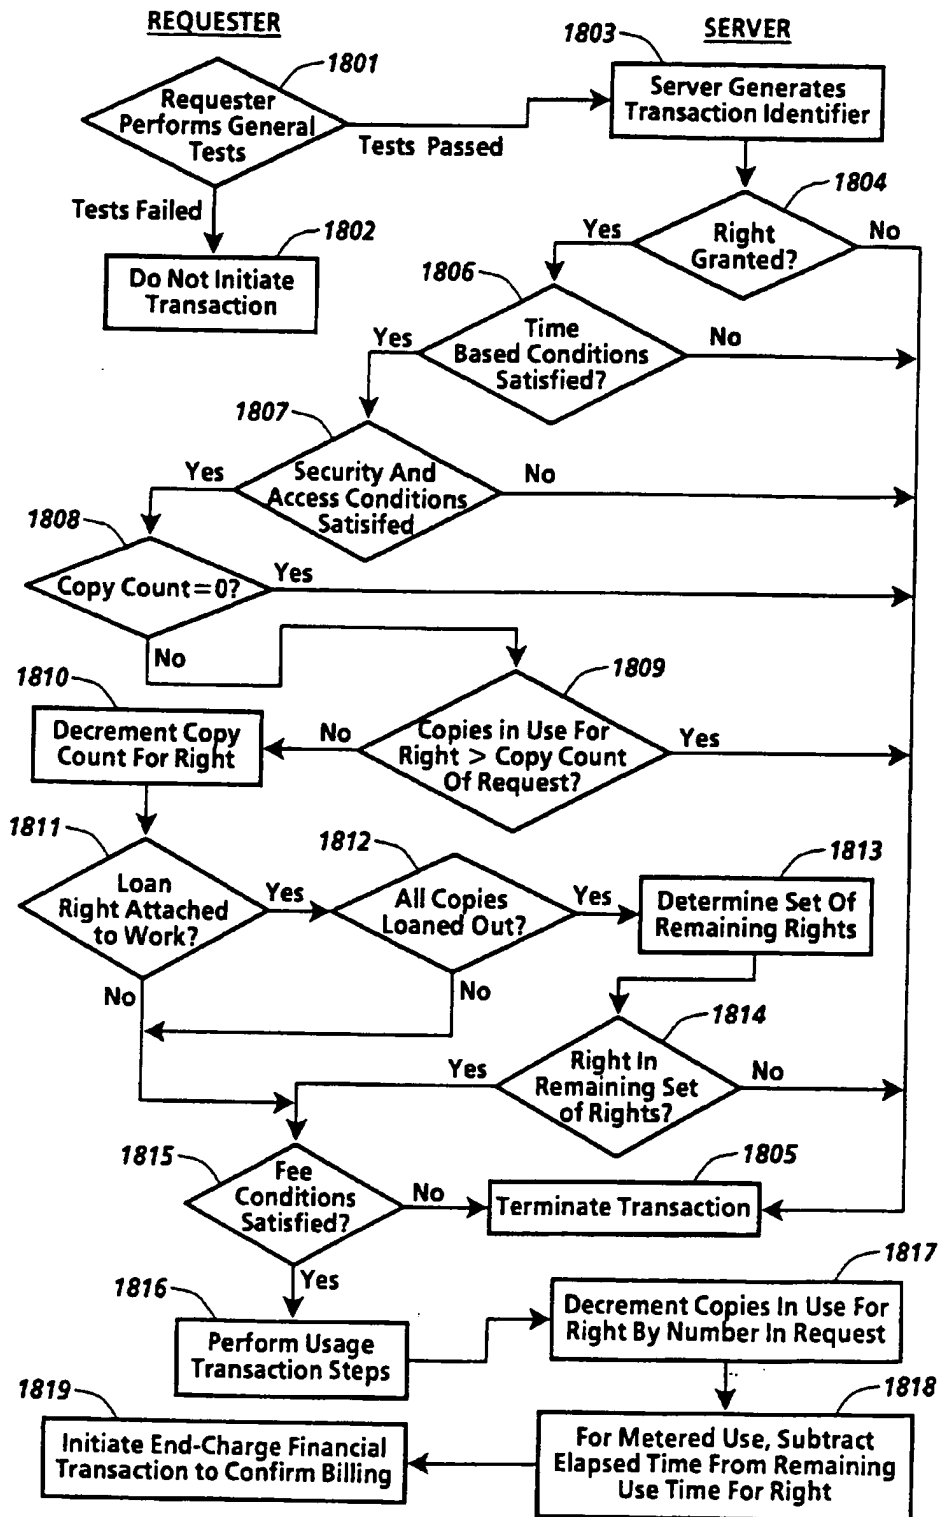 REQUESTER
SERVER
1801
1803
Requester
Performs General
Tests
Server Generates
Transaction Identifier
Tests Passed
Tests Failed
1802
1804
Do Not Initiate
Transaction
Yes
Right
Granted?
No
1806
Yes
Time
Based Conditions
Satisfied?
No
1807
Yes
Security And
Access Conditions
Satisifed
No
1808
Copy Count=0?
Yes
No
1809
1810
Decrement Copy
Count For Right
No
Copies in Use For
Right > Copy Count
Of Request?
Yes
1811
1812
1813
Loan
Right Attached
to Work?
Yes
All Copies
Loaned Out?
Yes
Determine Set Of
Remaining Rights
No
No
1814
Yes
Right In
Remaining Set
of Rights?
No
1815
1805
Fee
Conditions
Satisfied?
No
Terminate Transaction
Yes
1816
1817
Perform Usage
Transaction Steps
Decrement Copies In Use For
Right By Number In Request
1819
1818
Initiate End-Charge Financial
Transaction to Confirm Billing
For Metered Use, Subtract
Elapsed Time From Remaining
Use Time For Right